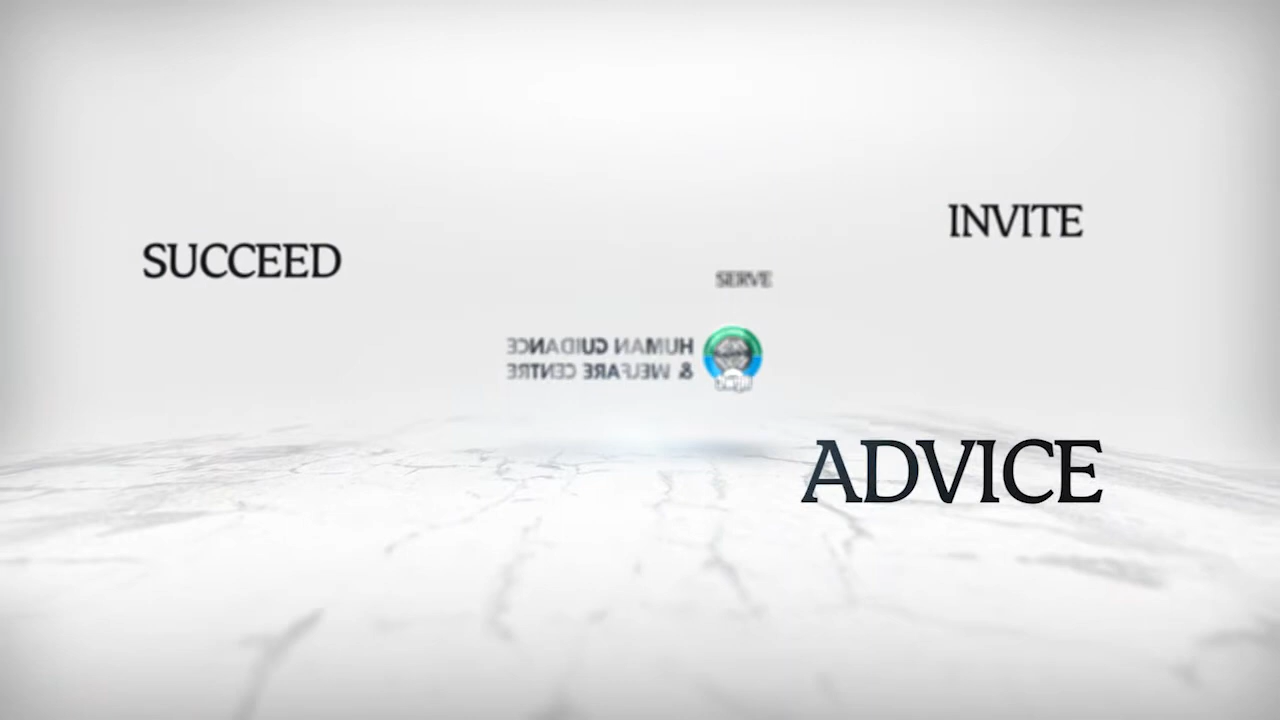 INVITE
SUCCEED
SERVE
HUMAN GUIDANCE
& WELFARE CENTRE
ADVICE